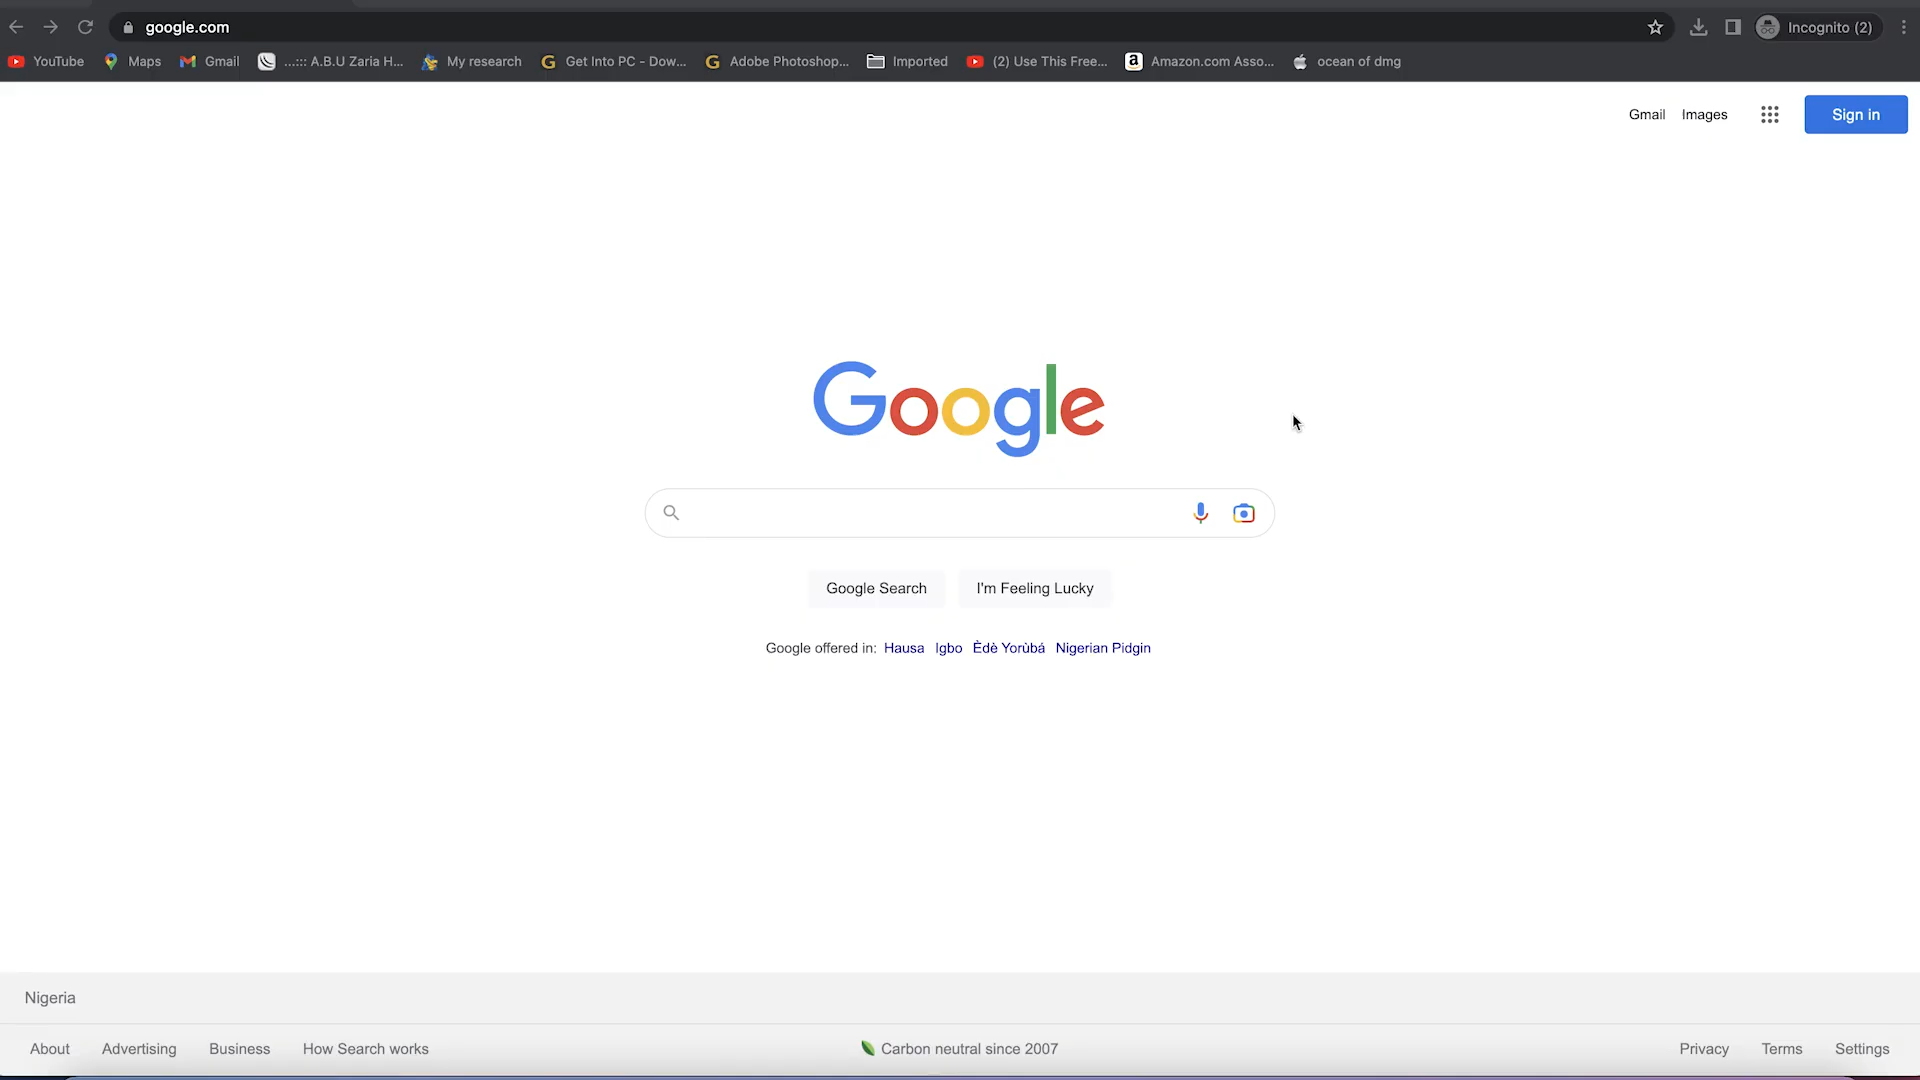 google.com
Incognito (2)
YouTube Maps Gmail ...::: A.B.U Zaria H... My research Get Into PC - Dow... Adobe Photoshop... Imported (2) Use This Free... Amazon.com Asso... ocean of dmg
Gmail Images Sign in
Google
Google Search I'm Feeling Lucky
Google offered in: Hausa Igbo Èdè Yorùbá Nigerian Pidgin
Nigeria
About Advertising Business How Search works Carbon neutral since 2007 Privacy Terms Settings